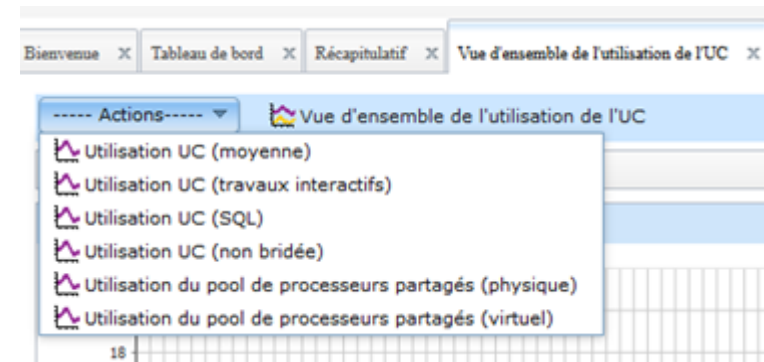 Bienvenue X Tableau de bord X Récapitulatif X Vue d'ensemble de l'utilisation de l'UC X
----- Actions----- Vue d'ensemble de l'utilisation de l'UC
Utilisation UC (moyenne)
Utilisation UC (travaux interactifs)
Utilisation UC (SQL)
Utilisation UC (non bridée)
Utilisation du pool de processeurs partagés (physique)
Utilisation du pool de processeurs partagés (virtuel)
18